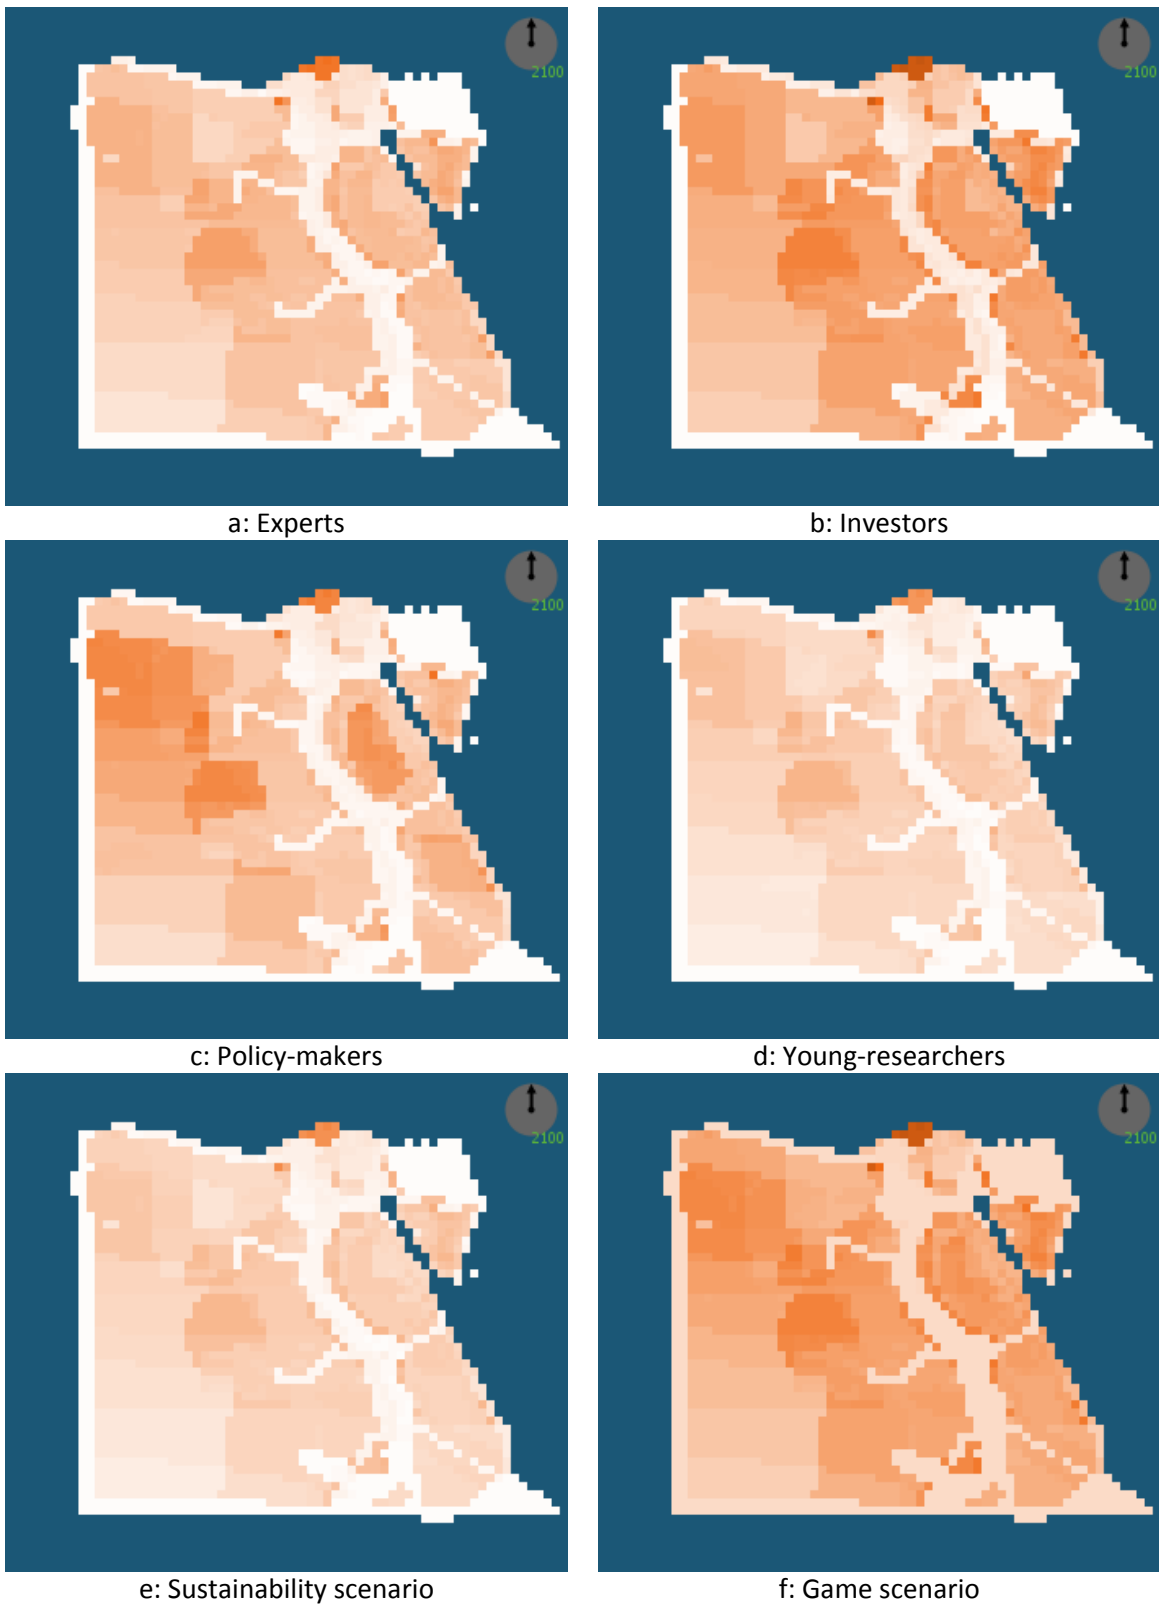 2100
2100
a: Experts
b: Investors
2100
2100
c: Policy-makers
d: Young-researchers
2100
2100
e: Sustainability scenario
f: Game scenario